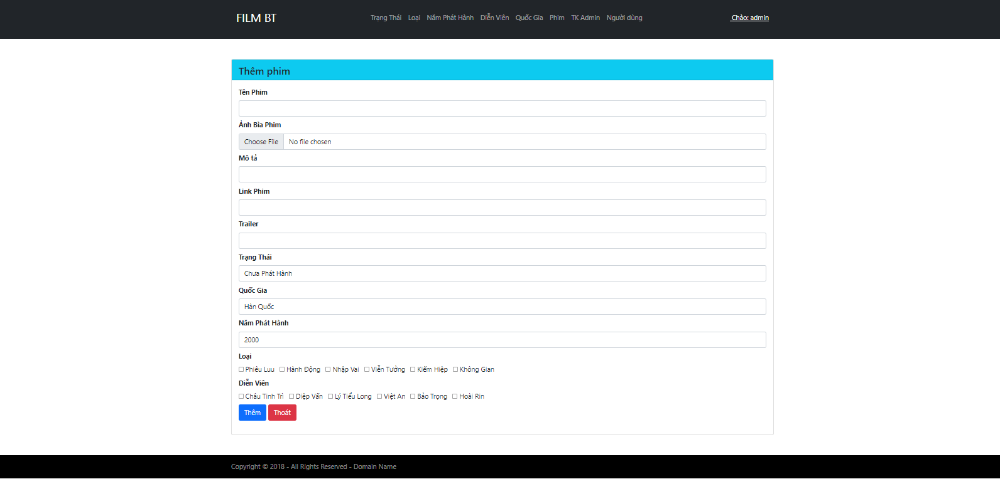 FILM BT Trạng Thái Loại Năm Phát Hành Diễn Viên Quốc Gia Phim TK Admin Người dùng Chào: admin
Thêm phim
Tên Phim
Ảnh Bìa Phim
Choose File No file chosen
Mô tả
Link Phim
Trailer
Trạng Thái
Chưa Phát Hành
Quốc Gia
Hàn Quốc
Năm Phát Hành
2000
Loại
Phiêu Luu Hành Động Nhập Vai Viễn Tưởng Kiếm Hiệp Không Gian
Diễn Viên
Châu Tinh Trì Diệp Vấn Lý Tiểu Long Việt An Bảo Trọng Hoài Rin
Thêm Thoát
Copyright © 2018 - All Rights Reserved - Domain Name